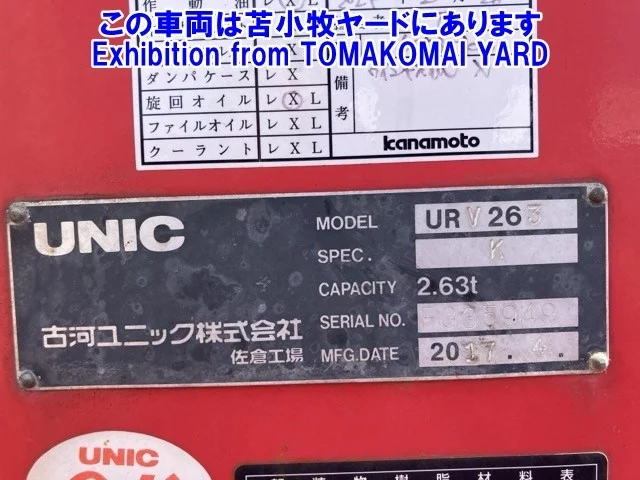 この車両は苫小牧ヤードにあります
Exhibition from TOMAKOMAI YARD
作動油
ダンパケース レ X
旋回オイル レ X L
ファイルオイル レ X L
クーラント レ X L
備考
kanamoto
UNIC
MODEL URV263
SPEC. K
CAPACITY 2.63t
SERIAL NO.
古河ユニック株式会社
佐倉工場
MFG.DATE 2017.4.
UNIC